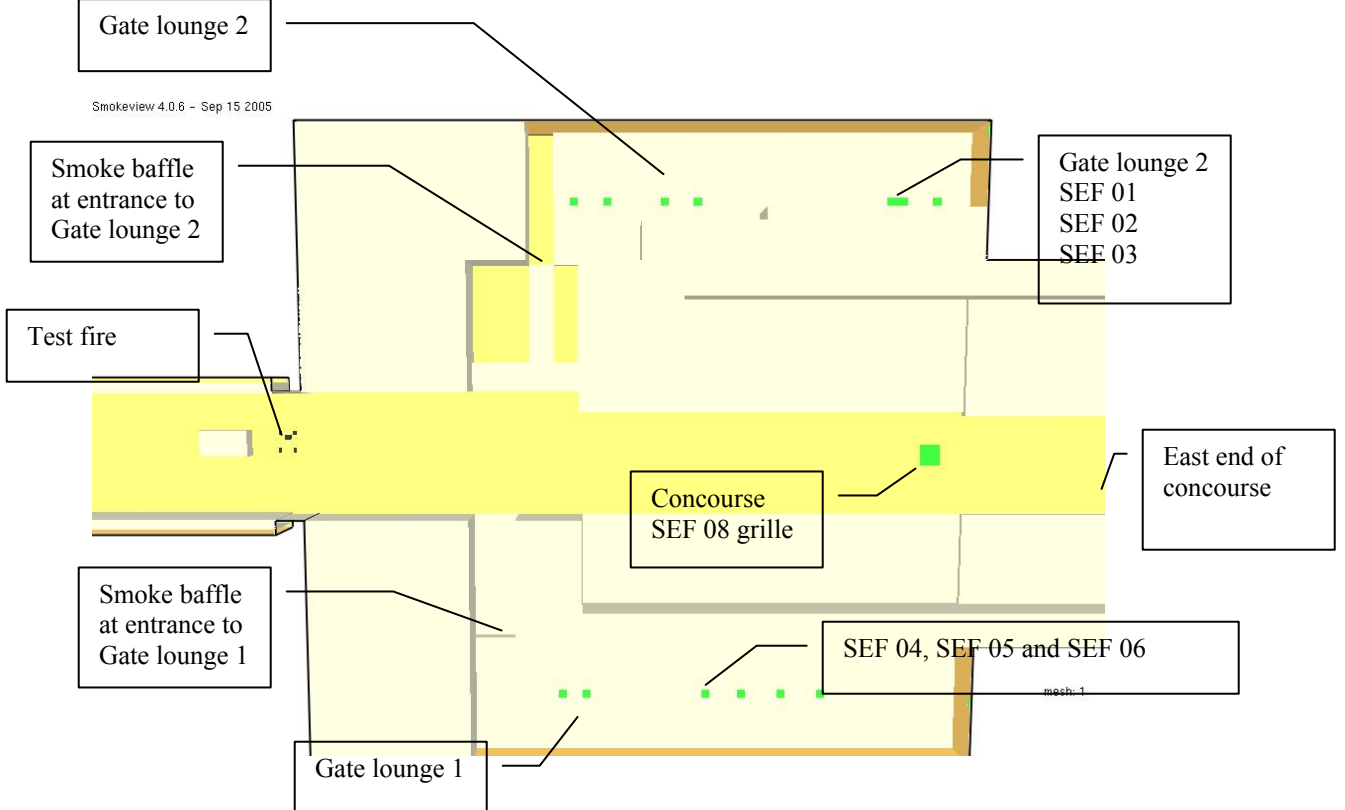 Gate lounge 2
Smokeview 4.0.6 - Sep 15 2005
Smoke baffle
at entrance to
Gate lounge 2
Gate lounge 2
SEF 01
SEF 02
SEF 03
Test fire
East end of
concourse
Concourse
SEF 08 grille
Smoke baffle
at entrance to
Gate lounge 1
SEF 04, SEF 05 and SEF 06
mesh: 1
Gate lounge 1